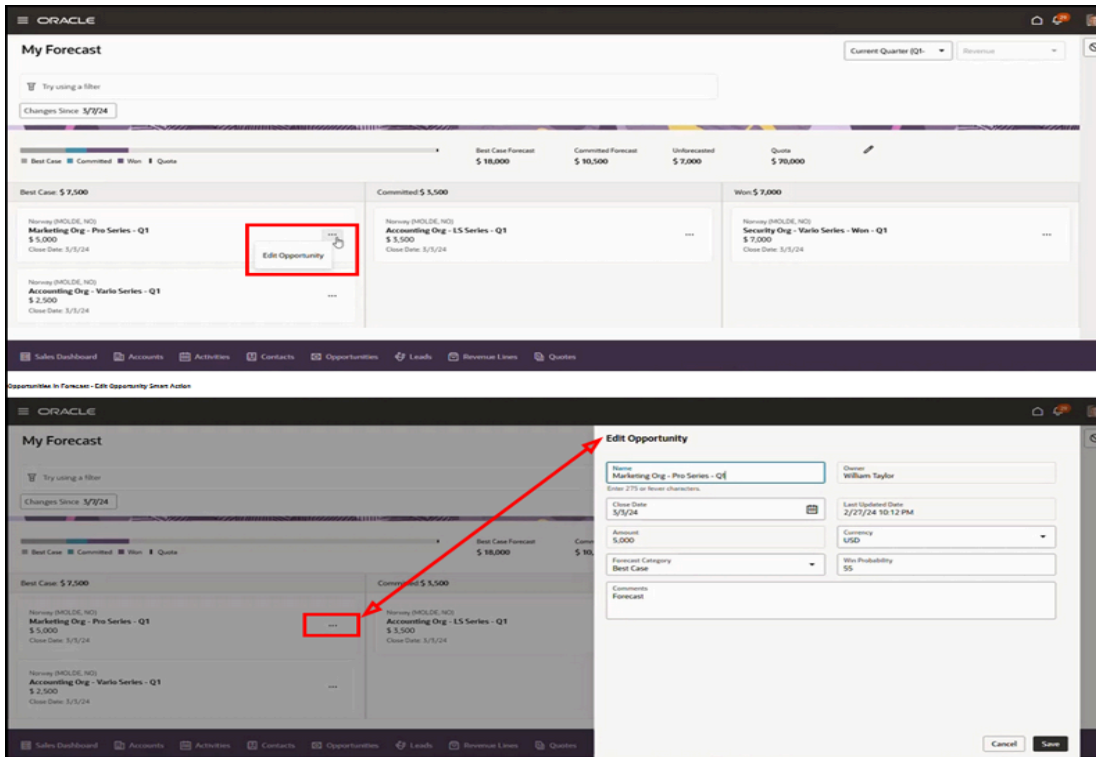 ORACLE
My Forecast
Current Quarter (Q1-
Revenue
Try using a filter
Changes Since 3/7/24
Best Case Committed Won Quota
Best Case Forecast
$ 18,000
Committed Forecast
$ 10,500
Unforecasted
$ 7,000
Quota
$ 70,000
Best Case: $ 7,500
Committed: $ 3,500
Won $ 7,000
Norway (MOLDE, NO)
Marketing Org - Pro Series - Q1
$ 5,000
Close Date: 3/3/24
Edit Opportunity
Norway (MOLDE, NO)
Accounting Org - Vario Series - Q1
$ 2,500
Close Date: 3/3/24
Norway (MOLDE, NO)
Accounting Org - LS Series - Q1
$ 3,500
Close Date: 3/3/24
Norway (MOLDE, NO)
Security Org - Vario Series - Won - Q1
$ 7,000
Close Date: 3/3/24
Sales Dashboard Accounts Activities Contacts Opportunities Leads Revenue Lines Quotes
Opportunities in Forecast - Edit Opportunity Smart Action
ORACLE
My Forecast
Try using a filter
Changes Since 3/7/24
Best Case Committed Won Quota
Best Case Forecast
$ 18,000
$ 10,
Best Case: $ 7,500
Committed $ 3,500
Norway (MOLDE, NO)
Marketing Org - Pro Series - Q1
$ 5,000
Close Date: 3/3/24
Norway (MOLDE, NO)
Accounting Org - LS Series - Q1
$ 3,500
Close Date: 3/3/24
Norway (MOLDE, NO)
Accounting Org - Vario Series - Q1
$ 2,500
Close Date: 3/3/24
Sales Dashboard Accounts Activities Contacts Opportunities Leads Revenue Lines Quotes
Edit Opportunity
Name
Marketing Org - Pro Series - Q1
Enter 275 or fewer characters.
Owner
William Taylor
Close Date
3/3/24
Last Updated Date
2/27/24 10:12 PM
Amount
5,000
Currency
USD
Forecast Category
Best Case
Win Probability
55
Comments
Forecast
Cancel Save